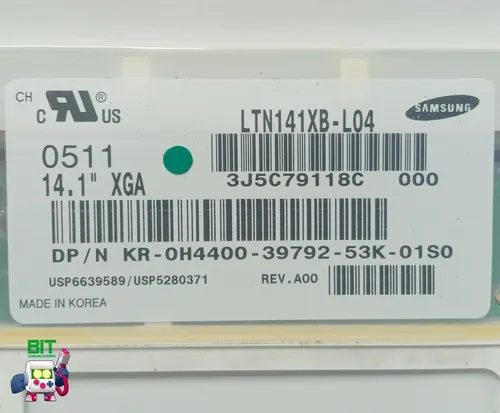 CH
C UL ® US
LTN141XB-L04
SAMSUNG
0511
14.1" XGA
3J5C79118C 000
DP/N KR-0H4400-39792-53K-01S0
USP6639589/USP5280371 REV.A00
MADE IN KOREA
BIT